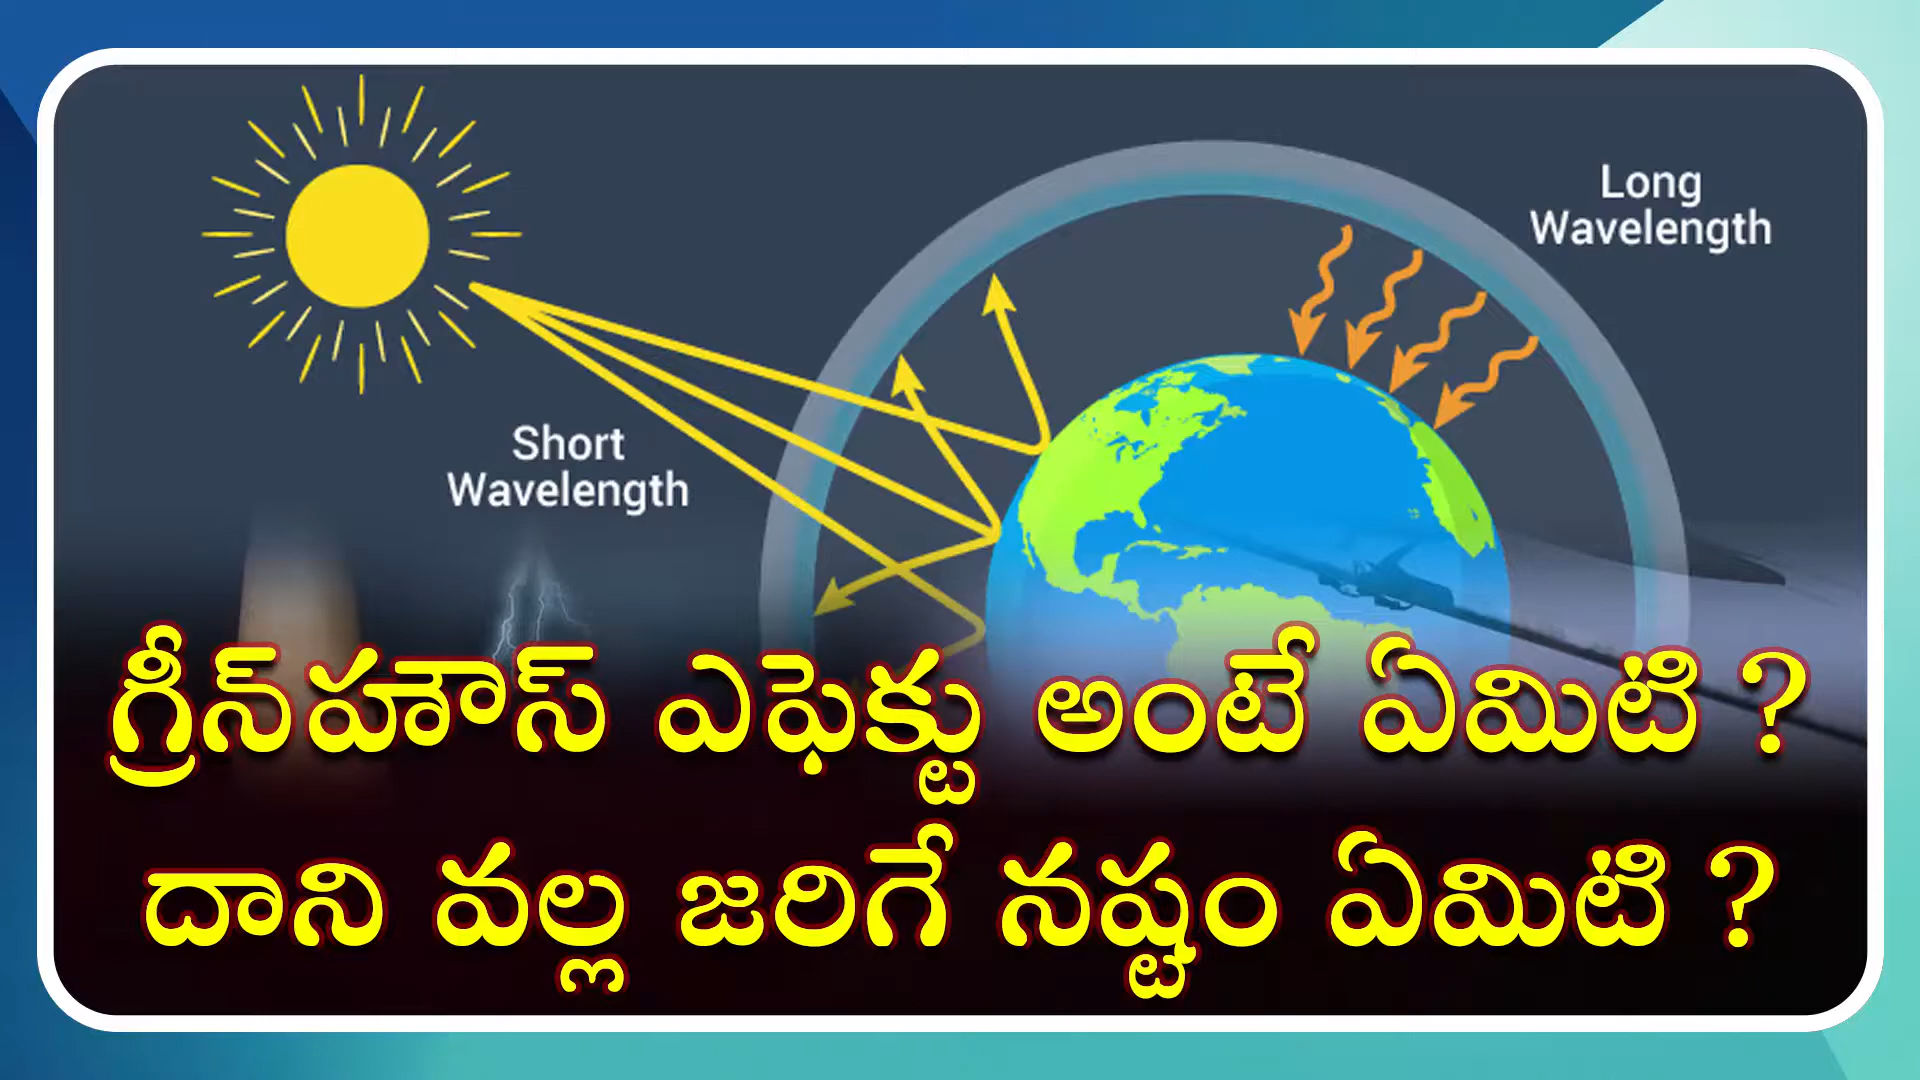 Long
Wavelength
Short
Wavelength
గ్రీన్‌హౌస్ ఎఫెక్టు అంటే ఏమిటి ?
దాని వల్ల జరిగే నష్టం ఏమిటి ?